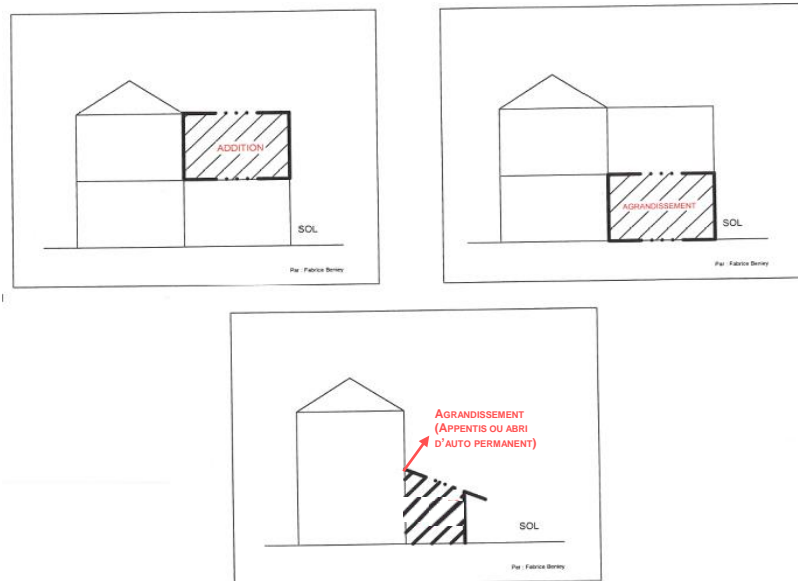 ADDITION
SOL
Par : Fabrice Berney
AGRANDISSEMENT
SOL
Par : Fabrice Berney
AGRANDISSEMENT
(APPENTIS OU ABRI
D'AUTO PERMANENT)
SOL
Par : Fabrice Berney